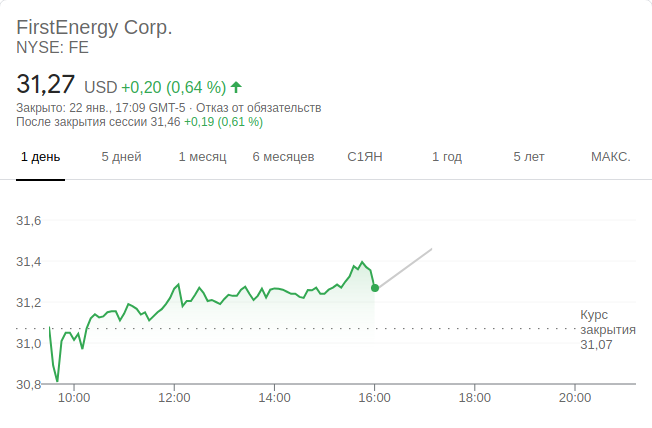 FirstEnergy Corp.
NYSE: FE
31,27 USD +0,20 (0,64 %)
Закрыто: 22 янв., 17:09 GMT-5 · Отказ от обязательств
После закрытия сессии 31,46 +0,19 (0,61 %)
1 день 5 дней 1 месяц 6 месяцев С1ЯН 1 год 5 лет МАКС.
31,6
31,4
31,2
31,0
30,8
Курс
закрытия
31,07
10:00 12:00 14:00 16:00 18:00 20:00